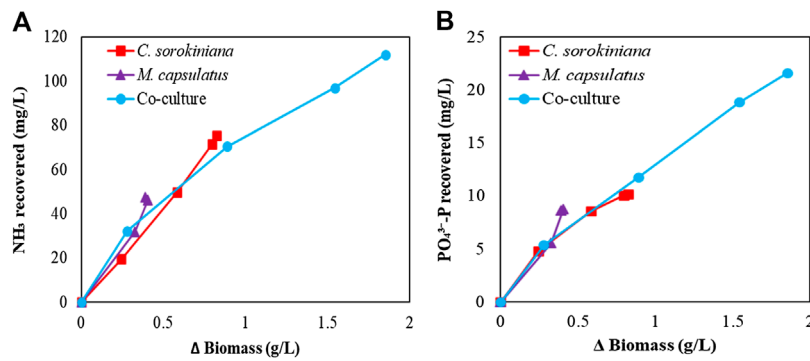 A
NH₃ recovered (mg/L)
120
100
80
60
40
20
0
C. sorokiniana
M. capsulatus
Co-culture
0
0.5
1
1.5
2
Δ Biomass (g/L)
B
PO₄³⁻-P recovered (mg/L)
25
20
15
10
5
0
C. sorokiniana
M. capsulatus
Co-culture
0
0.5
1
1.5
2
Δ Biomass (g/L)